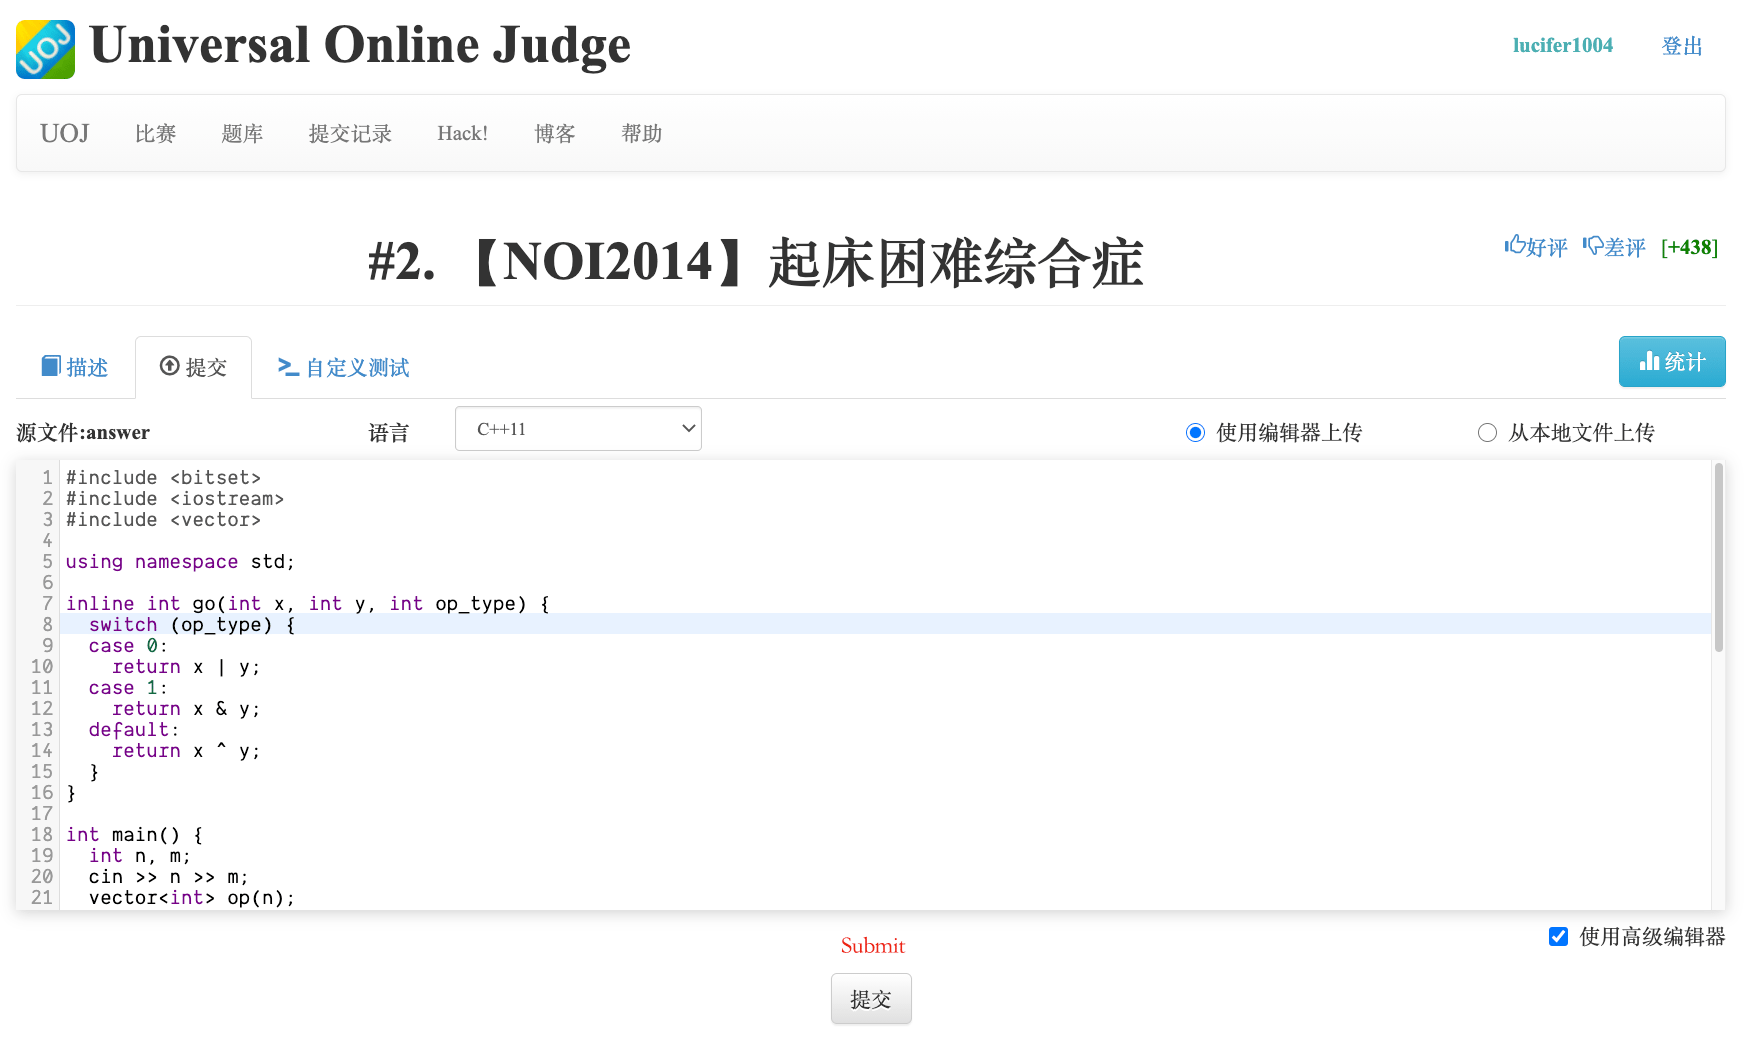 UOJ
Universal Online Judge
lucifer1004 登出
UOJ 比赛 题库 提交记录 Hack! 博客 帮助
#2. 【NOI2014】起床困难综合症
好评 差评 [+438]
描述 提交 自定义测试 统计
源文件:answer 语言 C++11 使用编辑器上传 从本地文件上传
1 #include <bitset>
2 #include <iostream>
3 #include <vector>
4
5 using namespace std;
6
7 inline int go(int x, int y, int op_type) {
8   switch (op_type) {
9   case 0:
10     return x | y;
11   case 1:
12     return x & y;
13   default:
14     return x ^ y;
15   }
16 }
17
18 int main() {
19   int n, m;
20   cin >> n >> m;
21   vector<int> op(n);
Submit
使用高级编辑器
提交